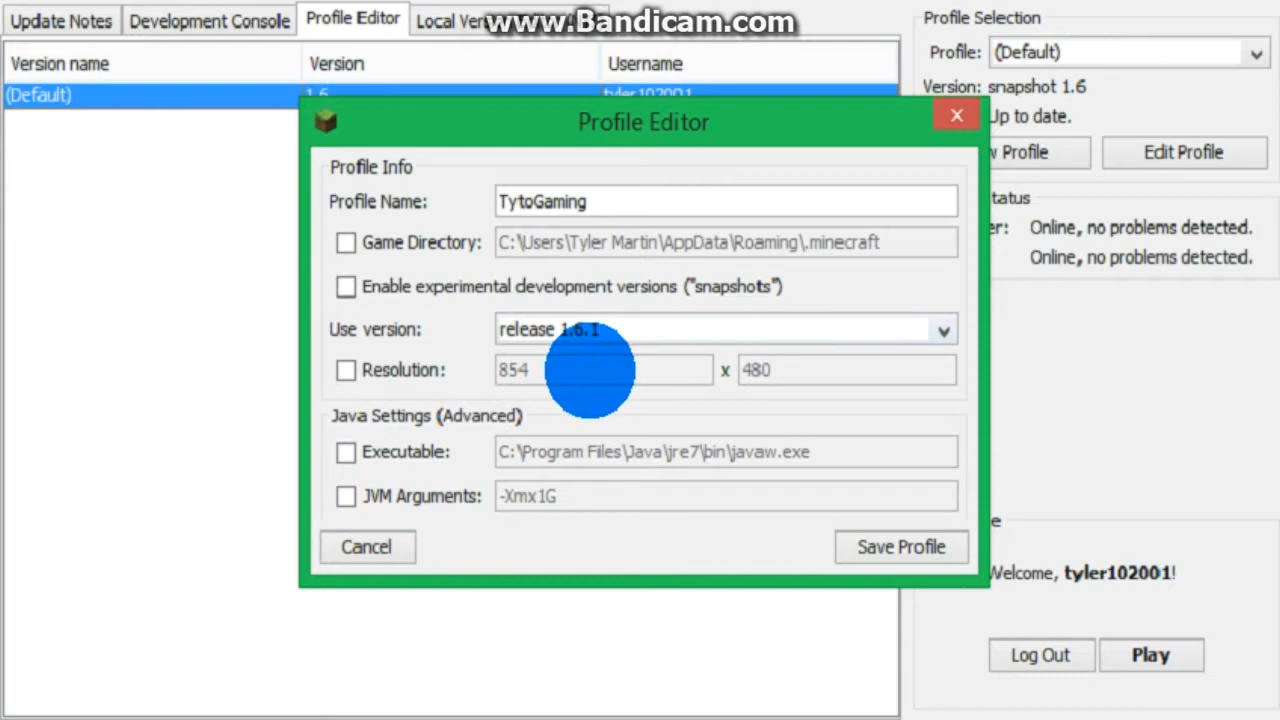 www.Bandicam.com
Update Notes Development Console Profile Editor Local Ver
Version name Version Username
(Default) 1.6 tyler102001
Profile Selection
Profile: (Default)
Version: snapshot 1.6
Up to date.
Profile Edit Profile
Online, no problems detected.
Online, no problems detected.
Profile Editor
X
Profile Info
Profile Name: TytoGaming
Game Directory: C:\Users\Tyler Martin\AppData\Roaming\.minecraft
Enable experimental development versions ("snapshots")
Use version: release 1.6.1
Resolution: 854 x 480
Java Settings (Advanced)
Executable: C:\Program Files\Java\jre7\bin\javaw.exe
JVM Arguments: -Xmx1G
Cancel Save Profile
Welcome, tyler102001!
Log Out Play